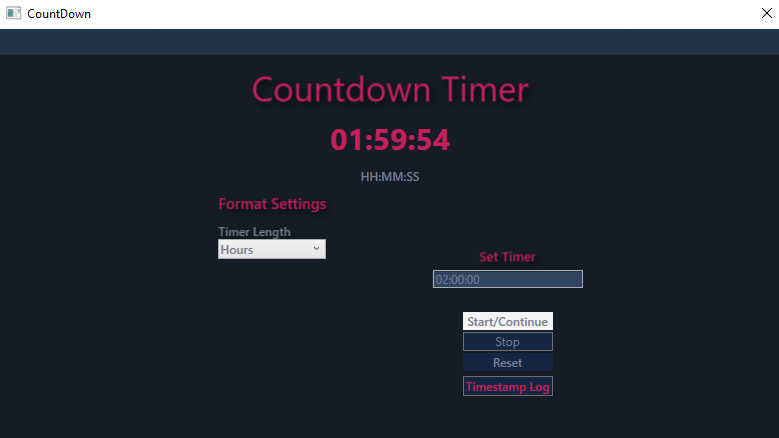 CountDown
Countdown Timer
01:59:54
HH:MM:SS
Format Settings
Timer Length
Hours
Set Timer
02:00:00
Start/Continue
Stop
Reset
Timestamp Log